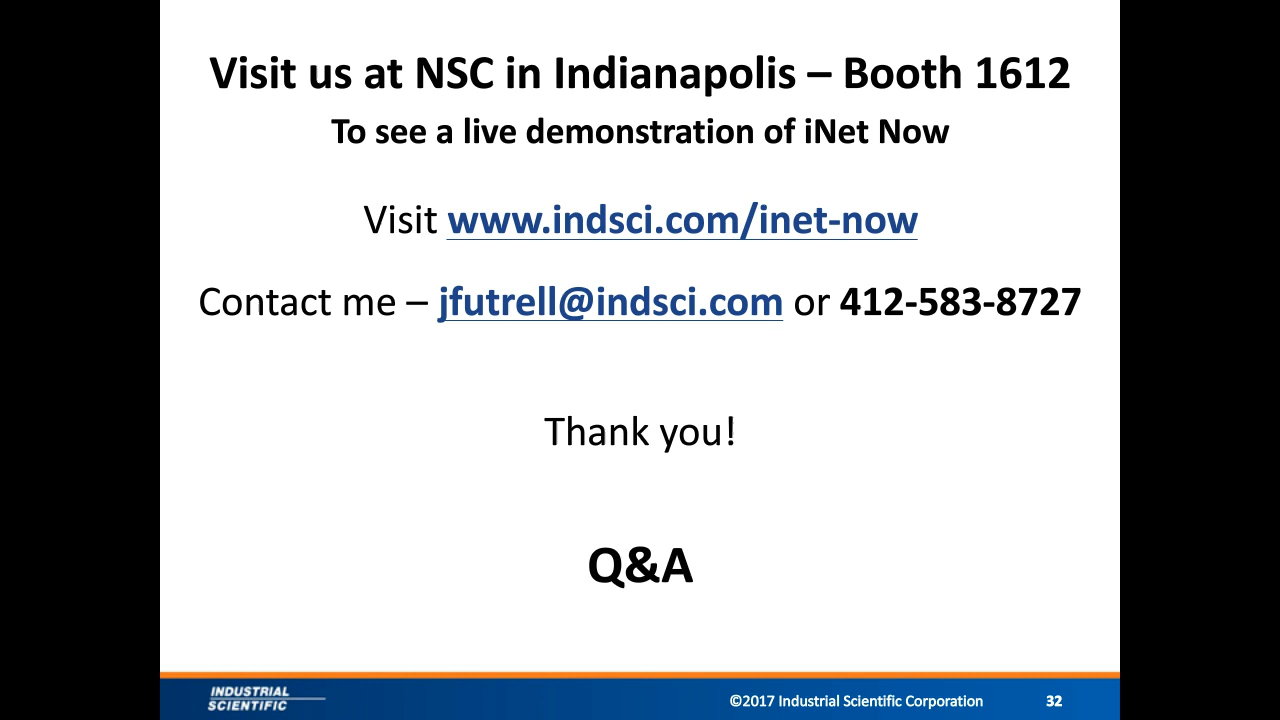 Visit us at NSC in Indianapolis – Booth 1612
To see a live demonstration of iNet Now
Visit www.indsci.com/inet-now
Contact me – jfutrell@indsci.com or 412-583-8727
Thank you!
Q&A
INDUSTRIAL
SCIENTIFIC
©2017 Industrial Scientific Corporation 32